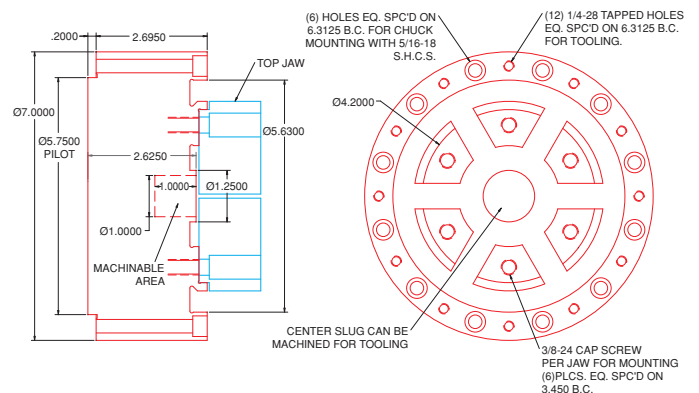 .2000
2.6950
TOP JAW
Ø7.0000
Ø5.7500
PILOT
2.6250
Ø5.6300
1.0000
Ø1.2500
Ø1.0000
MACHINABLE
AREA
(6) HOLES EQ. SPC'D ON
6.3125 B.C. FOR CHUCK
MOUNTING WITH 5/16-18
S.H.C.S.
(12) 1/4-28 TAPPED HOLES
EQ. SPC'D ON 6.3125 B.C.
FOR TOOLING.
Ø4.2000
CENTER SLUG CAN BE
MACHINED FOR TOOLING
3/8-24 CAP SCREW
PER JAW FOR MOUNTING
(6)PLCS. EQ. SPC'D ON
3.450 B.C.